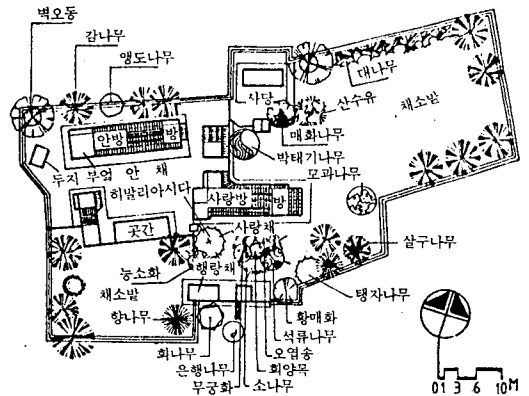 벽오동
감나무
앵도나무
대나무
사당
산수유
채소밭
매화나무
안방
방
박태기나무
두지
부엌
안 채
모과나무
히말리아시다
사랑방
방
곳간
사랑채
살구나무
능소화
행랑채
채소밭
탱자나무
향나무
황매화
석류나무
회나무
오엽송
은행나무
회양목
무궁화
소나무
0 1 3 6 10 M